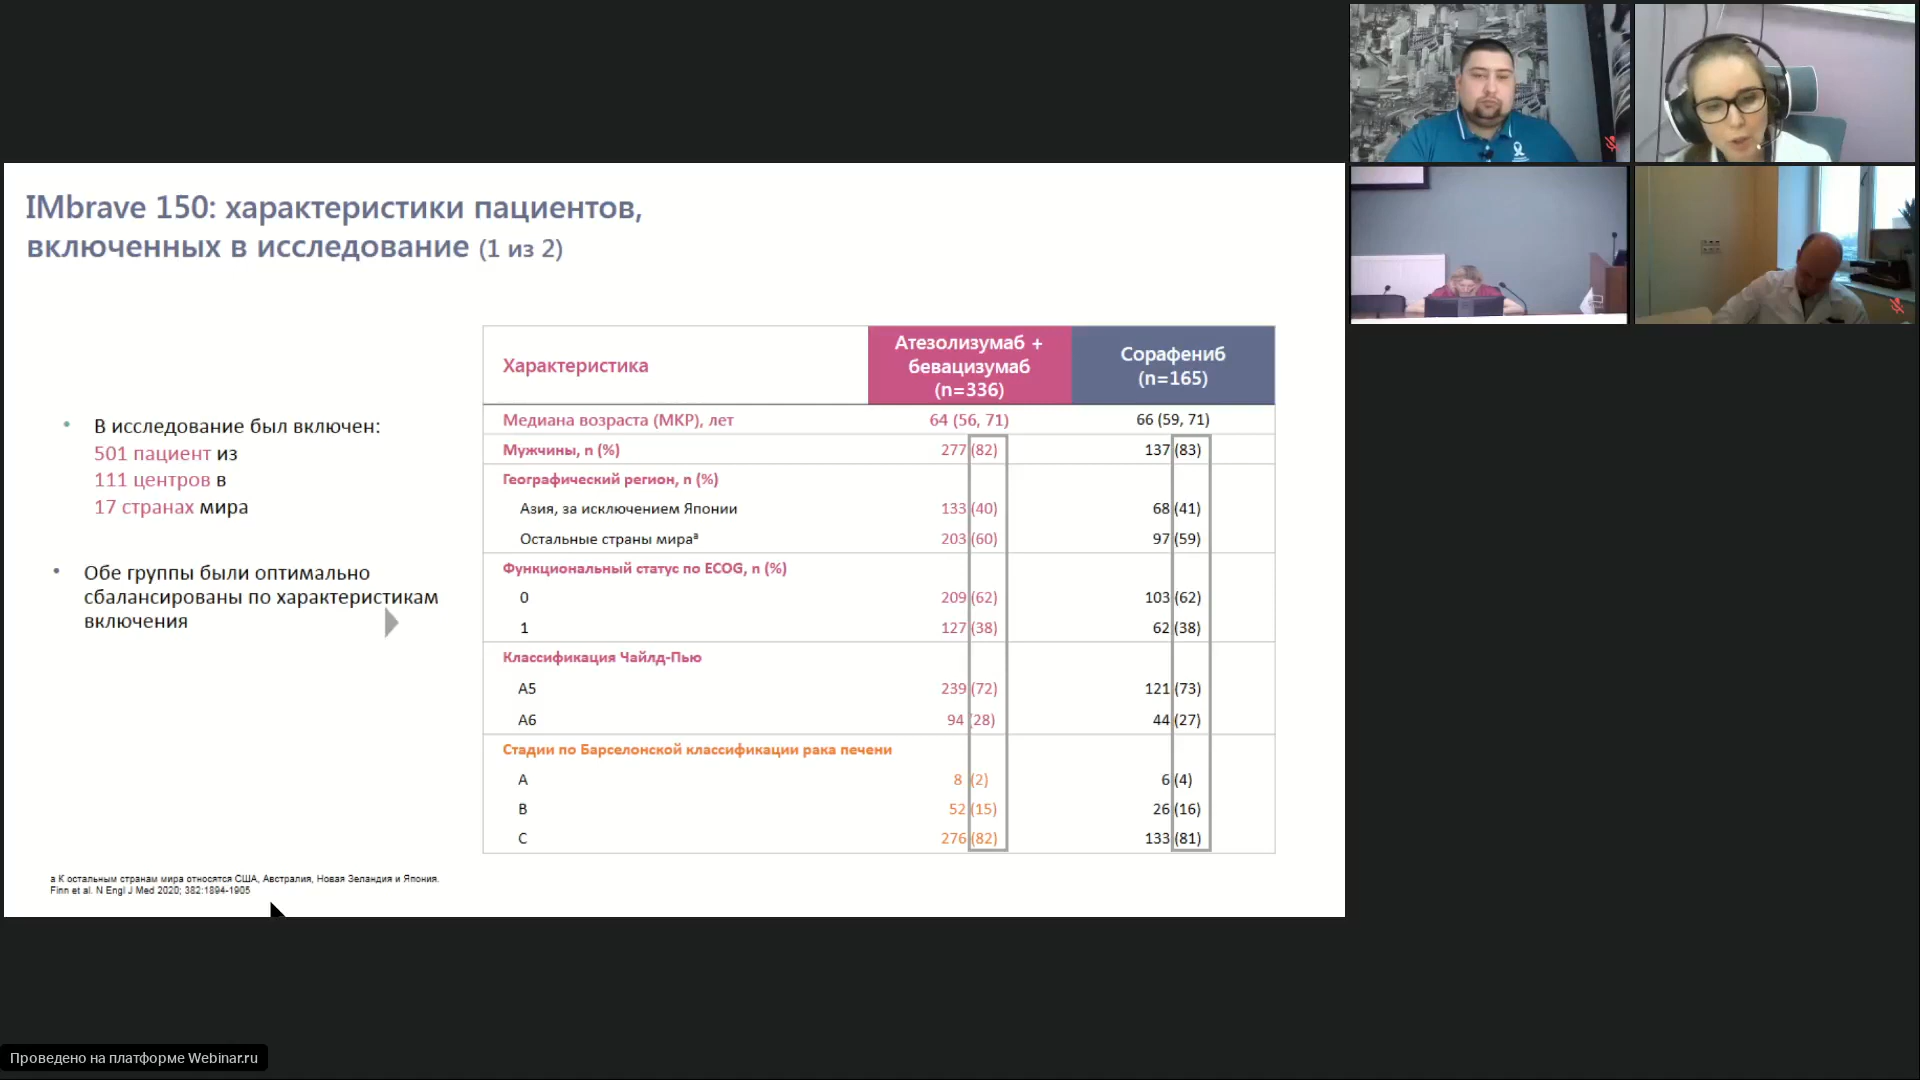 IMbrave 150: характеристики пациентов,
включенных в исследование (1 из 2)
• В исследование был включен:
501 пациент из
111 центров в
17 странах мира
• Обе группы были оптимально
сбалансированы по характеристикам
включения
Характеристика
Атезолизумаб +
бевацизумаб
(n=336)
Сорафениб
(n=165)
Медиана возраста (МКР), лет 64 (56, 71) 66 (59, 71)
Мужчины, n (%) 277 (82) 137 (83)
Географический регион, n (%)
Азия, за исключением Японии 133 (40) 68 (41)
Остальные страны мираª 203 (60) 97 (59)
Функциональный статус по ECOG, n (%)
0 209 (62) 103 (62)
1 127 (38) 62 (38)
Классификация Чайлд-Пью
А5 239 (72) 121 (73)
А6 94 (28) 44 (27)
Стадии по Барселонской классификации рака печени
А 8 (2) 6 (4)
В 52 (15) 26 (16)
С 276 (82) 133 (81)
а К остальным странам мира относятся США, Австралия, Новая Зеландия и Япония.
Finn et al. N Engl J Med 2020; 382:1894-1905
Проведено на платформе Webinar.ru